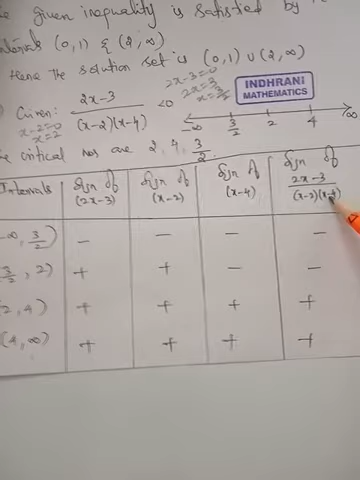 e given inequality is satisfied by
(0,1) & (2,∞)
Hence The solution set is (0,1) ∪ (2,∞)
2x-3=0
2x=3
x=3/2
INDHRANI
MATHEMATICS
Given: 2x-3 / (x-2)(x-4) <0
x-2=0
x=2
-∞ 3/2 2 4 ∞
critical nos are 2, 4, 3/2.
Intervals | Sign of (2x-3) | Sign of (x-2) | Sign of (x-4) | Sign of 2x-3 / (x-2)(x-4)
-∞, 3/2) | - | - | - | -
3/2, 2) | + | + | - | -
2, 4) | + | + | + | +
(4, ∞) | + | + | + | +